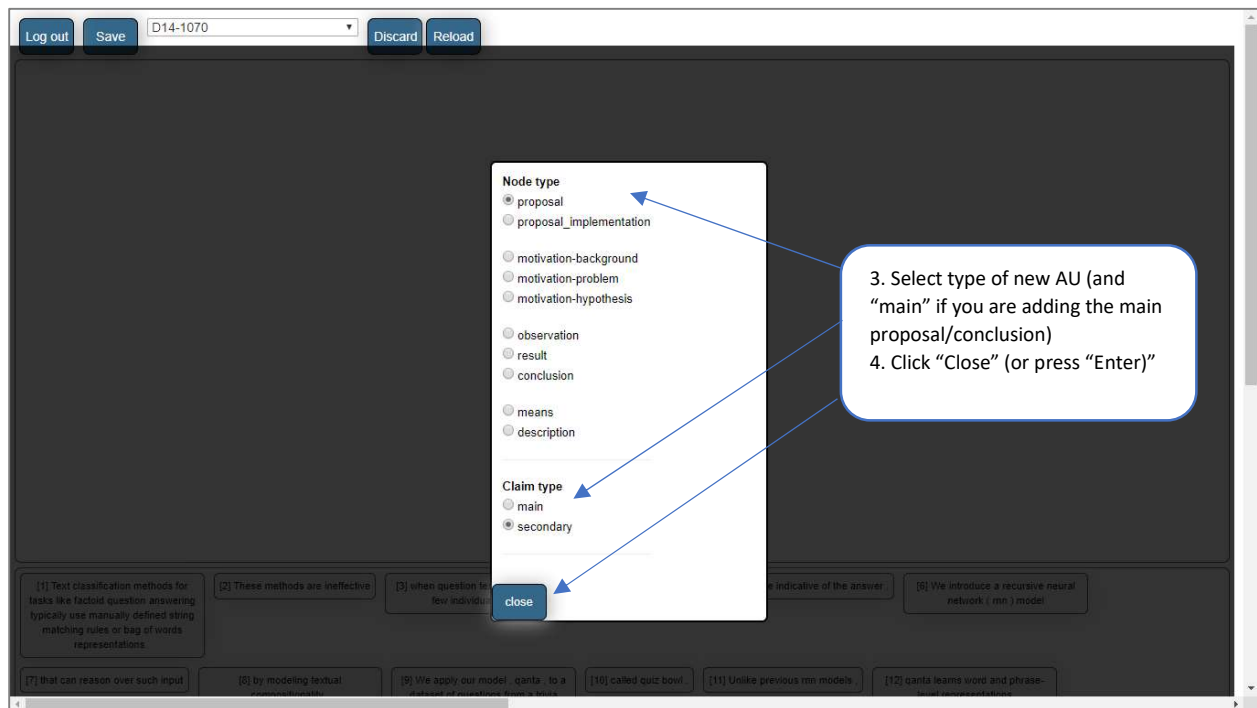 Log out
Save
D14-1070
Discard
Reload
Node type
proposal
proposal_implementation
motivation-background
motivation-problem
motivation-hypothesis
observation
result
conclusion
means
description
Claim type
main
secondary
close
3. Select type of new AU (and
“main” if you are adding the main
proposal/conclusion)
4. Click “Close” (or press “Enter)”
[1] Text classification methods for
tasks like factoid question answering
typically use manually defined string
matching rules or bag of words
representations.
[2] These methods are ineffective
[3] when question te
few individua
e indicative of the answer .
[6] We introduce a recursive neural
network ( rnn ) model
[7] that can reason over such input
[8] by modeling textual
compositionality
[9] We apply our model , qanta , to a
dataset of questions from a trivia
[10] called quiz bowl .
[11] Unlike previous rnn models ,
[12] qanta learns word and phrase-
level representations